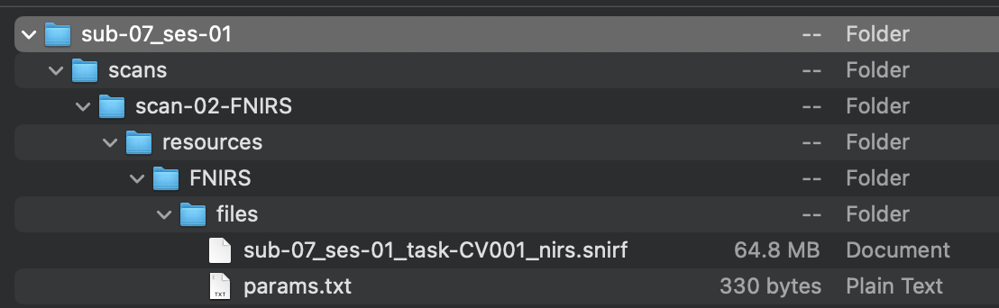 sub-07_ses-01 -- Folder
scans -- Folder
scan-02-FNIRS -- Folder
resources -- Folder
FNIRS -- Folder
files -- Folder
sub-07_ses-01_task-CV001_nirs.snirf 64.8 MB Document
TXT params.txt 330 bytes Plain Text